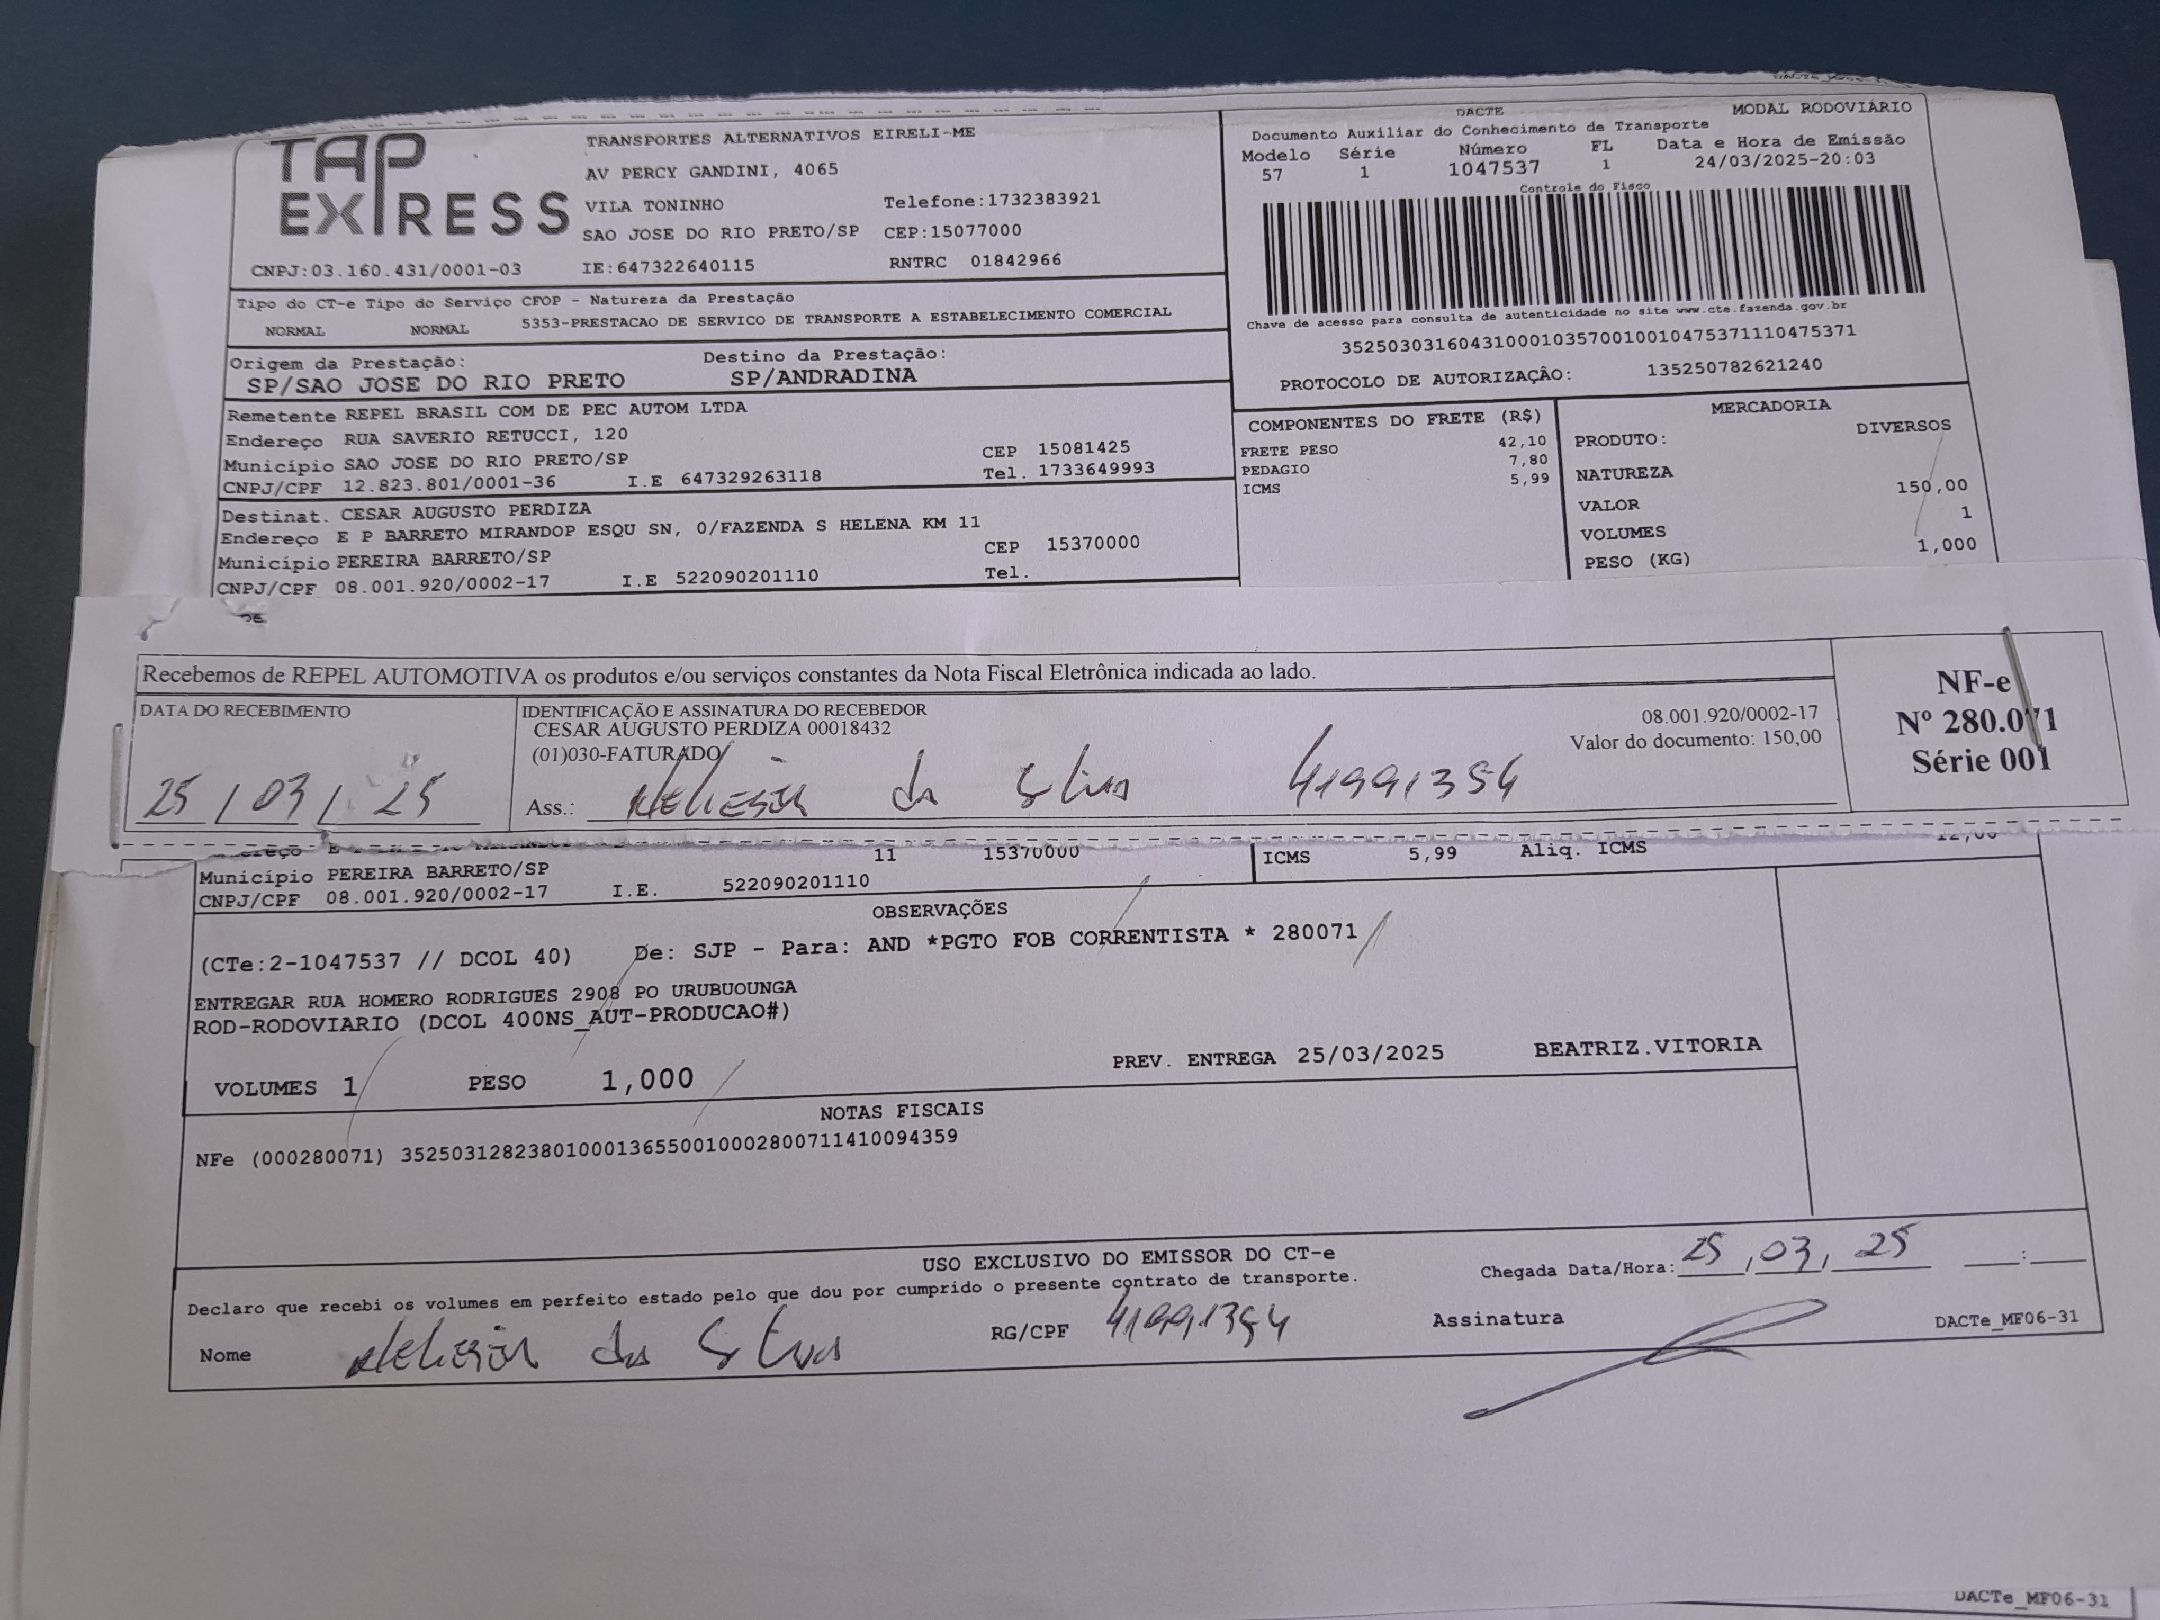 TAP EXPRESS
TRANSPORTES ALTERNATIVOS EIRELI-ME
AV PERCY GANDINI, 4065
VILA TONINHO Telefone:1732383921
SAO JOSE DO RIO PRETO/SP CEP:15077000
CNPJ:03.160.431/0001-03 IE:647322640115 RNTRC 01842966
DACTE MODAL RODOVIÁRIO
Documento Auxiliar do Conhecimento de Transporte
Modelo Série Número FL Data e Hora de Emissão
57 1 1047537 1 24/03/2025-20:03
Controle do Fisco
Chave de acesso para consulta de autenticidade no site www.cte.fazenda.gov.br
35250303160431000103570010010475371110475371
PROTOCOLO DE AUTORIZAÇÃO: 135250782621240
Tipo do CT-e Tipo do Serviço CFOP - Natureza da Prestação
NORMAL NORMAL 5353-PRESTACAO DE SERVICO DE TRANSPORTE A ESTABELECIMENTO COMERCIAL
Origem da Prestação: Destino da Prestação:
SP/SAO JOSE DO RIO PRETO SP/ANDRADINA
Remetente REPEL BRASIL COM DE PEC AUTOM LTDA
Endereço RUA SAVERIO RETUCCI, 120
Município SAO JOSE DO RIO PRETO/SP CEP 15081425
CNPJ/CPF 12.823.801/0001-36 I.E 647329263118 Tel. 1733649993
Destinat. CESAR AUGUSTO PERDIZA
Endereço E P BARRETO MIRANDOP ESQU SN, 0/FAZENDA S HELENA KM 11
Município PEREIRA BARRETO/SP CEP 15370000
CNPJ/CPF 08.001.920/0002-17 I.E 522090201110 Tel.
COMPONENTES DO FRETE (R$)
FRETE PESO 42,10
PEDAGIO 7,80
ICMS 5,99
MERCADORIA
PRODUTO: DIVERSOS
NATUREZA
VALOR 150,00
VOLUMES 1
PESO (KG) 1,000
Recebemos de REPEL AUTOMOTIVA os produtos e/ou serviços constantes da Nota Fiscal Eletrônica indicada ao lado.
DATA DO RECEBIMENTO
25 / 03 / 25
IDENTIFICAÇÃO E ASSINATURA DO RECEBEDOR
CESAR AUGUSTO PERDIZA 00018432 08.001.920/0002-17
(01)030-FATURADO Valor do documento: 150,00
Ass.: da Silva 41991354
NF-e
Nº 280.071
Série 001
11 15370000
ICMS 5,99 Aliq. ICMS 12,00
Município PEREIRA BARRETO/SP
CNPJ/CPF 08.001.920/0002-17 I.E. 522090201110
OBSERVAÇÕES
(CTe:2-1047537 // DCOL 40) De: SJP - Para: AND *PGTO FOB CORRENTISTA * 280071
ENTREGAR RUA HOMERO RODRIGUES 2908 PO URUBUOUNGA
ROD-RODOVIARIO (DCOL 400NS_AUT-PRODUCAO#)
VOLUMES 1 PESO 1,000 PREV. ENTREGA 25/03/2025 BEATRIZ.VITORIA
NOTAS FISCAIS
NFe (000280071) 35250312823801000136550010002800711410094359
USO EXCLUSIVO DO EMISSOR DO CT-e
Declaro que recebi os volumes em perfeito estado pelo que dou por cumprido o presente contrato de transporte.
Chegada Data/Hora: 25 / 03 / 25 :
Nome da Silva RG/CPF 41991354 Assinatura
DACTe_MF06-31
DACTe_MF06-31